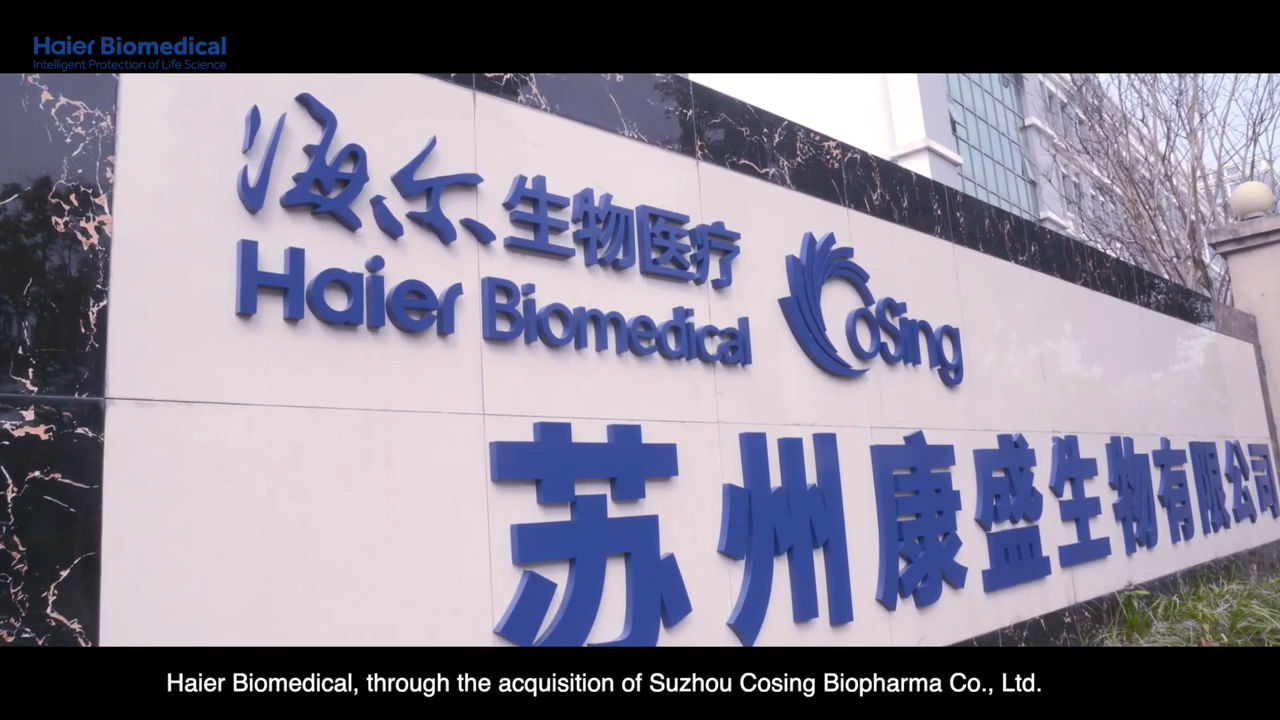 Haier Biomedical
Intelligent Protection of Life Science
海尔生物医疗
Haier Biomedical
CoSing
苏州康盛生物有限公司
Haier Biomedical, through the acquisition of Suzhou Cosing Biopharma Co., Ltd.